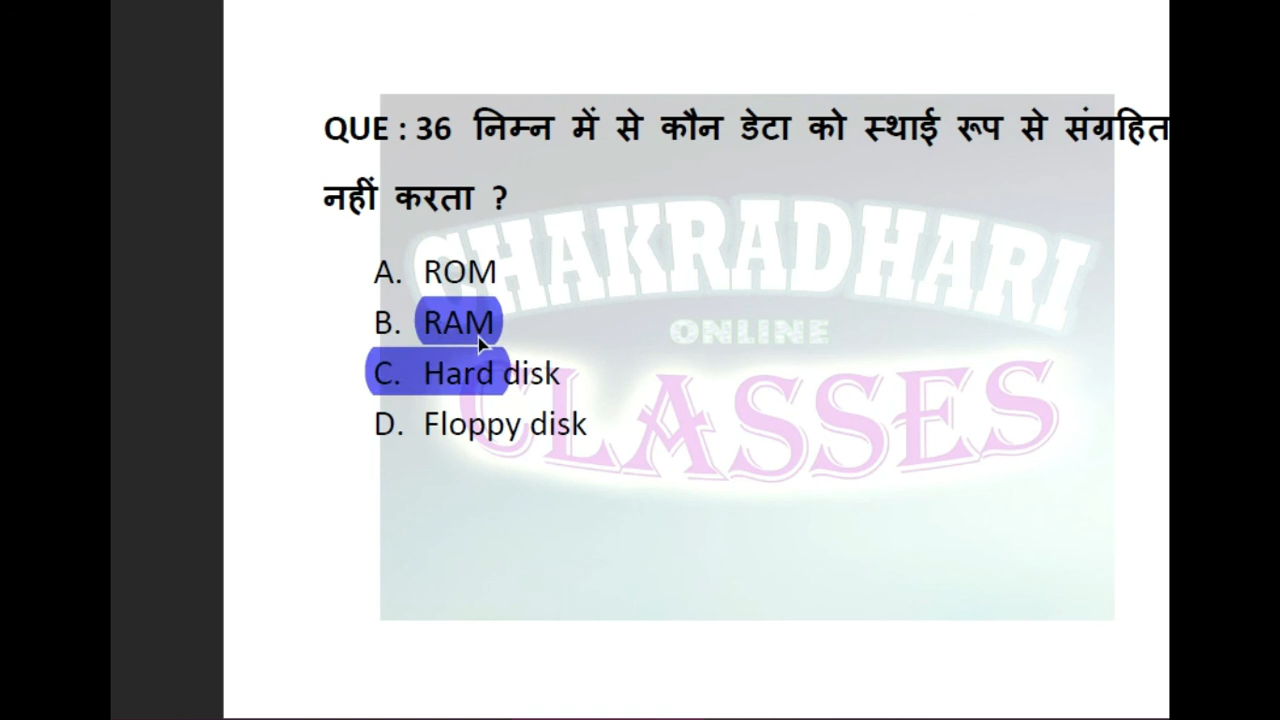 QUE : 36 निम्न में से कौन डेटा को स्थाई रूप से संग्रहित
नहीं करता ?
CHAKRADHARI
ONLINE
CLASSES
A. ROM
B. RAM
C. Hard disk
D. Floppy disk